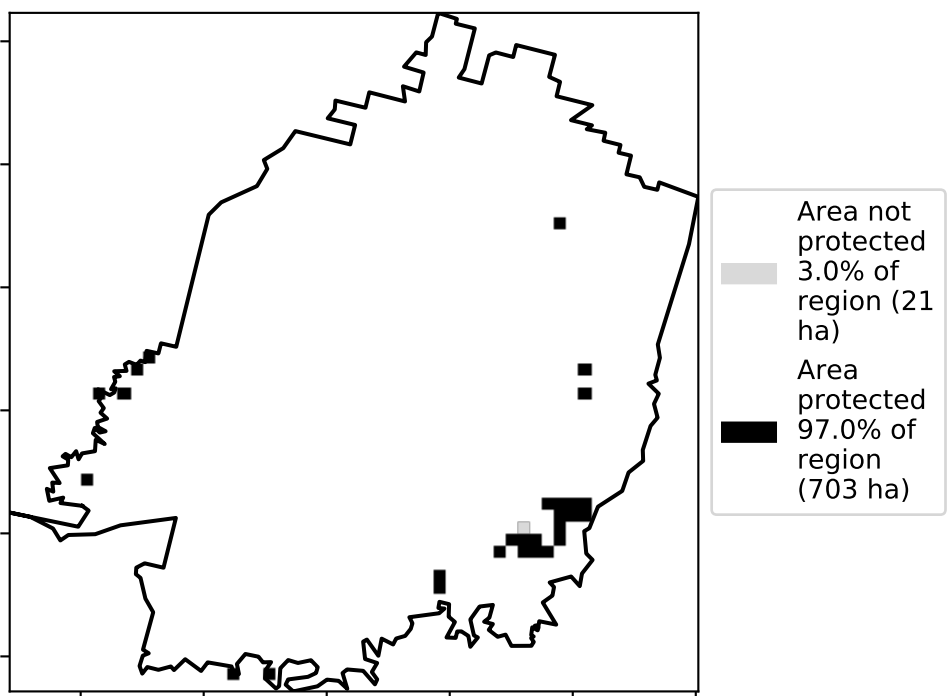 Area not
protected
3.0% of
region (21
ha)
Area
protected
97.0% of
region
(703 ha)